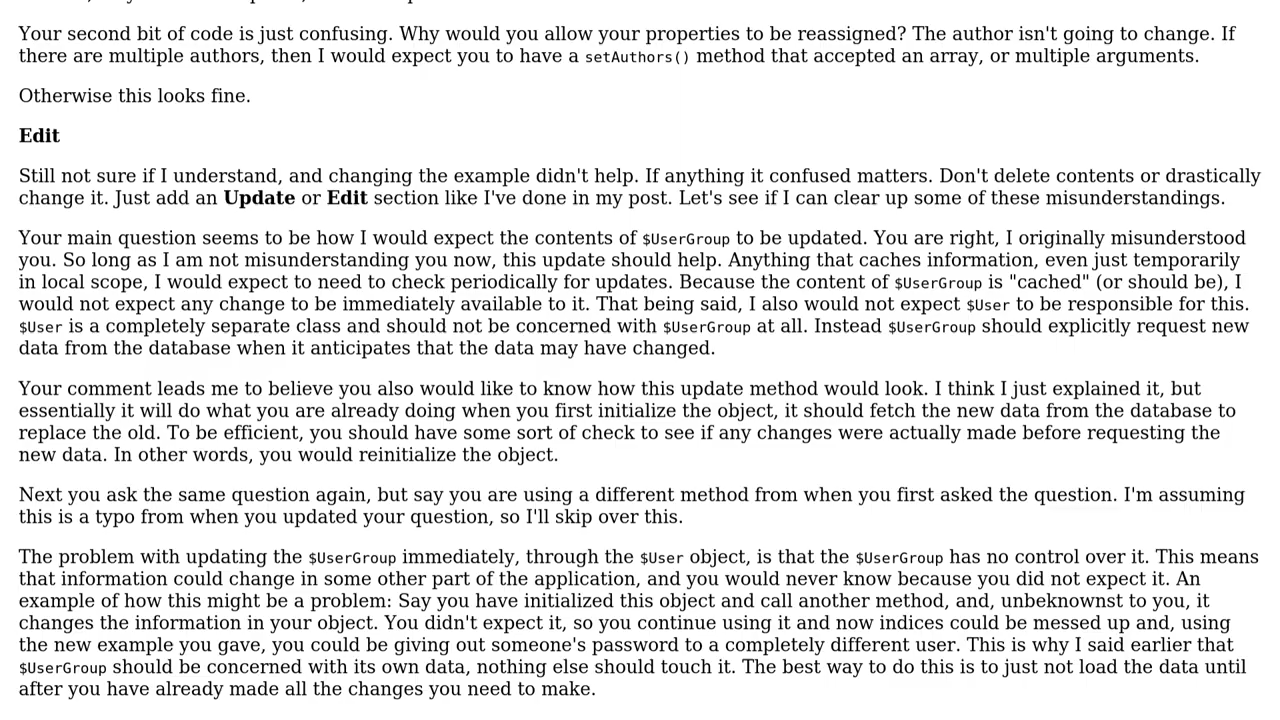 Your second bit of code is just confusing. Why would you allow your properties to be reassigned? The author isn't going to change. If
there are multiple authors, then I would expect you to have a setAuthors() method that accepted an array, or multiple arguments.
Otherwise this looks fine.
Edit
Still not sure if I understand, and changing the example didn't help. If anything it confused matters. Don't delete contents or drastically
change it. Just add an Update or Edit section like I've done in my post. Let's see if I can clear up some of these misunderstandings.
Your main question seems to be how I would expect the contents of $UserGroup to be updated. You are right, I originally misunderstood
you. So long as I am not misunderstanding you now, this update should help. Anything that caches information, even just temporarily
in local scope, I would expect to need to check periodically for updates. Because the content of $UserGroup is "cached" (or should be), I
would not expect any change to be immediately available to it. That being said, I also would not expect $User to be responsible for this.
$User is a completely separate class and should not be concerned with $UserGroup at all. Instead $UserGroup should explicitly request new
data from the database when it anticipates that the data may have changed.
Your comment leads me to believe you also would like to know how this update method would look. I think I just explained it, but
essentially it will do what you are already doing when you first initialize the object, it should fetch the new data from the database to
replace the old. To be efficient, you should have some sort of check to see if any changes were actually made before requesting the
new data. In other words, you would reinitialize the object.
Next you ask the same question again, but say you are using a different method from when you first asked the question. I'm assuming
this is a typo from when you updated your question, so I'll skip over this.
The problem with updating the $UserGroup immediately, through the $User object, is that the $UserGroup has no control over it. This means
that information could change in some other part of the application, and you would never know because you did not expect it. An
example of how this might be a problem: Say you have initialized this object and call another method, and, unbeknownst to you, it
changes the information in your object. You didn't expect it, so you continue using it and now indices could be messed up and, using
the new example you gave, you could be giving out someone's password to a completely different user. This is why I said earlier that
$UserGroup should be concerned with its own data, nothing else should touch it. The best way to do this is to just not load the data until
after you have already made all the changes you need to make.